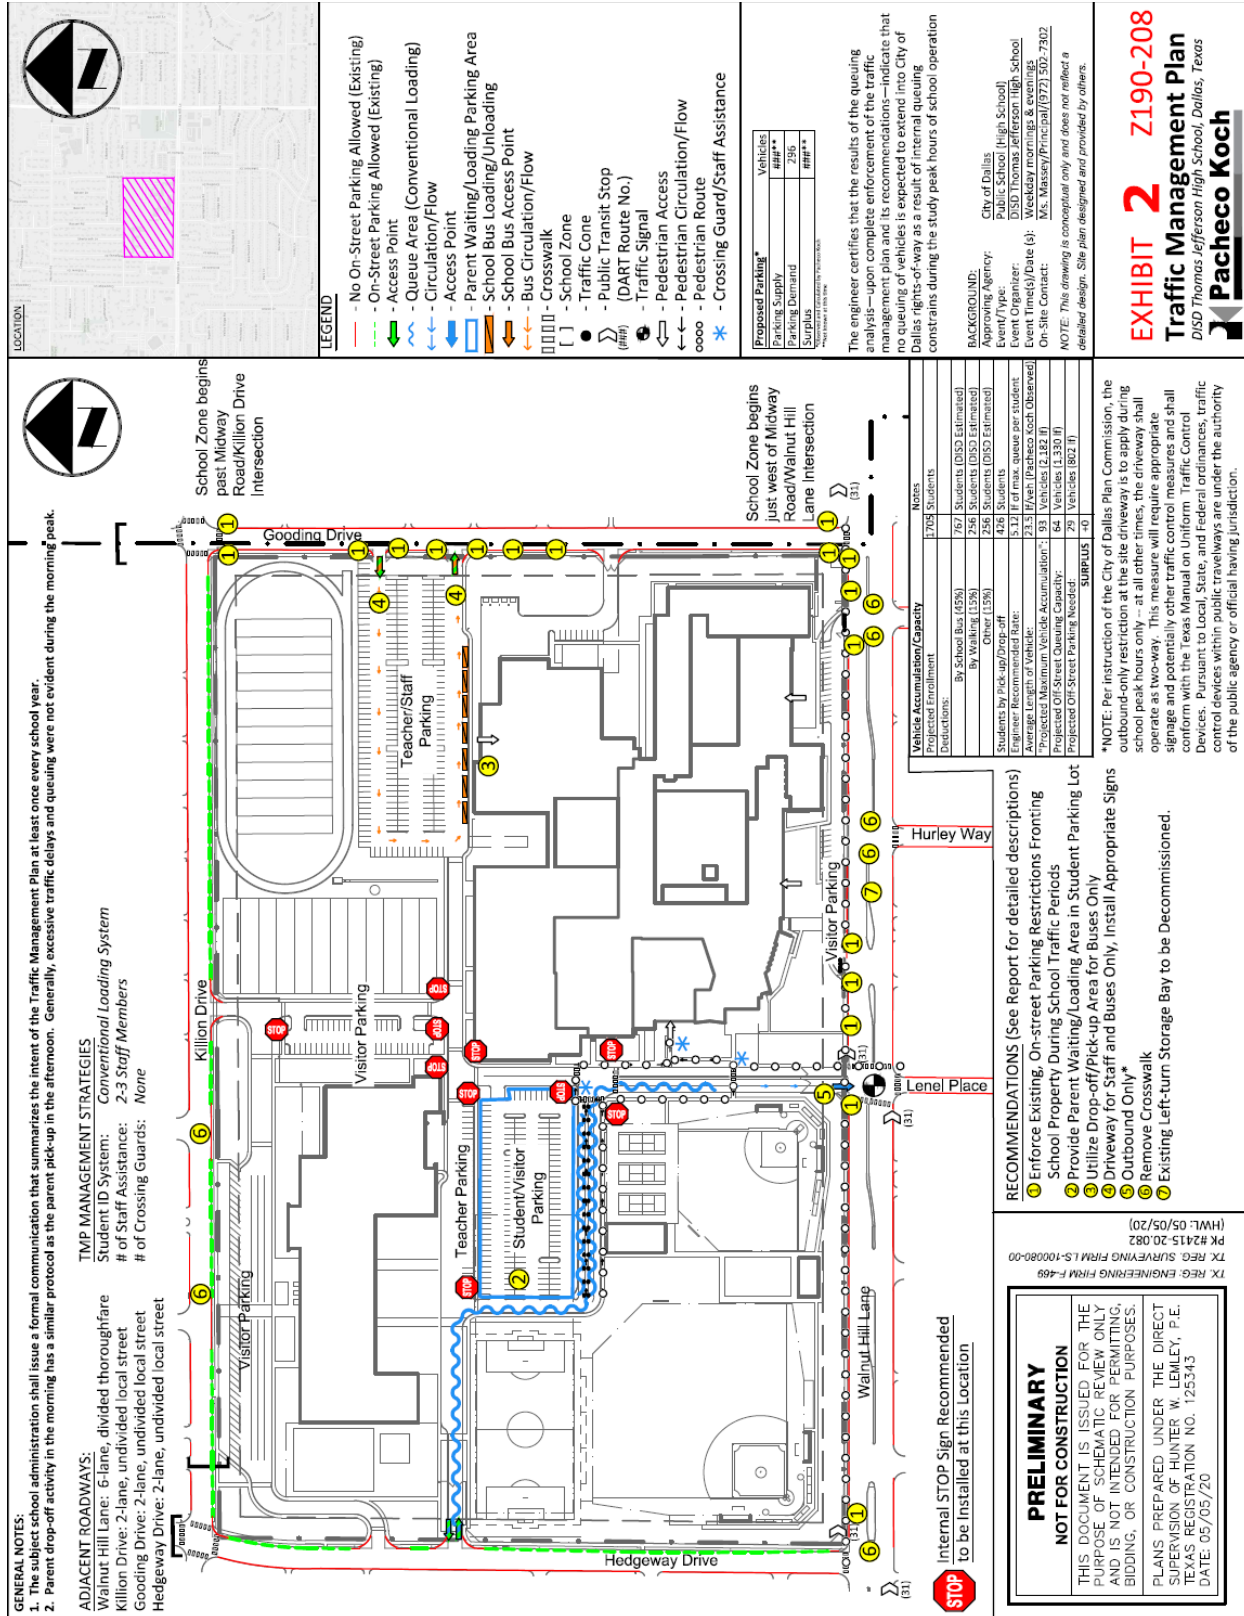 GENERAL NOTES:
1. The subject school administration shall issue a formal communication that summarizes the intent of the Traffic Management Plan at least once every school year.
2. Parent drop-off activity in the morning has a similar protocol as the parent pick-up in the afternoon. Generally, excessive traffic delays and queuing were not evident during the morning peak.
ADJACENT ROADWAYS:
Walnut Hill Lane: 6-lane, divided thoroughfare
Killion Drive: 2-lane, undivided local street
Gooding Drive: 2-lane, undivided local street
Hedgeway Drive: 2-lane, undivided local street
TMP MANAGEMENT STRATEGIES
Student ID System: Conventional Loading System
# of Staff Assistance: 2-3 Staff Members
# of Crossing Guards: None
School Zone begins
past Midway
Road/Killion Drive
Intersection
N
Killion Drive
Gooding Drive
Hedgeway Drive
Walnut Hill Lane
Lenel Place
Hurley Way
Visitor Parking
Visitor Parking
Visitor Parking
Teacher Parking
Student/Visitor
Parking
Teacher/Staff
Parking
School Zone begins
just west of Midway
Road/Walnut Hill
Lane Intersection
(31)
(31)
(31)
(31)
(31)
STOP
STOP
STOP
STOP
STOP
STOP
STOP
STOP
STOP
STOP
STOP
Internal STOP Sign Recommended
to be Installed at this Location
LOCATION
N
LEGEND
- No On-Street Parking Allowed (Existing)
- On-Street Parking Allowed (Existing)
- Access Point
- Queue Area (Conventional Loading)
- Circulation/Flow
- Access Point
- Parent Waiting/Loading Parking Area
- School Bus Loading/Unloading
- School Bus Access Point
- Bus Circulation/Flow
- Crosswalk
[ ] - School Zone
- Traffic Cone
- Public Transit Stop
(###) (DART Route No.)
- Traffic Signal
- Pedestrian Access
- Pedestrian Circulation/Flow
- Pedestrian Route
- Crossing Guard/Staff Assistance
Proposed Parking* Vehicles
Parking Supply ###**
Parking Demand 296
Surplus ###**
The engineer certifies that the results of the queuing
analysis—upon complete enforcement of the traffic
management plan and its recommendations—indicate that
no queuing of vehicles is expected to extend into City of
Dallas rights-of-way as a result of internal queuing
constrains during the study peak hours of school operation
BACKGROUND:
Approving Agency: City of Dallas
Event/Type: Public School (High School)
Event Organizer: DISD Thomas Jefferson High School
Event Time(s)/Date (s): Weekday mornings & evenings
On-Site Contact: Ms. Massey/Principal/(972) 502-7302
NOTE: This drawing is conceptual only and does not reflect a
detailed design. Site plan designed and provided by others.
EXHIBIT 2 Z190-208
Traffic Management Plan
DISD Thomas Jefferson High School, Dallas, Texas
Pacheco Koch
Vehicle Accumulation/Capacity Notes
Projected Enrollment 1705 Students
Deductions:
By School Bus (45%) 767 Students (DISD Estimated)
By Walking (15%) 256 Students (DISD Estimated)
Other (15%) 256 Students (DISD Estimated)
Students by Pick-up/Drop-off 426 Students
Engineer Recommended Rate: 5.12 lf of max. queue per student
Average Length of Vehicle: 23.5 lf/veh (Pacheco Koch Observed)
"Projected Maximum Vehicle Accumulation": 93 Vehicles (2,182 lf)
Projected Off-Street Queuing Capacity: 64 Vehicles (1,330 lf)
Projected Off-Street Parking Needed: 29 Vehicles (802 lf)
SURPLUS +0
*NOTE: Per instruction of the City of Dallas Plan Commission, the
outbound-only restriction at the site driveway is to apply during
school peak hours only -- at all other times, the driveway shall
operate as two-way. This measure will require appropriate
signage and potentially other traffic control measures and shall
conform with the Texas Manual on Uniform Traffic Control
Devices. Pursuant to Local, State, and Federal ordinances, traffic
control devices within public travelways are under the authority
of the public agency or official having jurisdiction.
RECOMMENDATIONS (See Report for detailed descriptions)
1 Enforce Existing, On-street Parking Restrictions Fronting
School Property During School Traffic Periods
2 Provide Parent Waiting/Loading Area in Student Parking Lot
3 Utilize Drop-off/Pick-up Area for Buses Only
4 Driveway for Staff and Buses Only, Install Appropriate Signs
5 Outbound Only*
6 Remove Crosswalk
7 Existing Left-turn Storage Bay to be Decommissioned.
TX. REG: ENGINEERING FIRM F-469
TX. REG. SURVEYING FIRM LS-100080-00
PK #2415-20.082
(HWL: 05/05/20)
PRELIMINARY
NOT FOR CONSTRUCTION
THIS DOCUMENT IS ISSUED FOR THE
PURPOSE OF SCHEMATIC REVIEW ONLY
AND IS NOT INTENDED FOR PERMITTING,
BIDDING, OR CONSTRUCTION PURPOSES.
PLANS PREPARED UNDER THE DIRECT
SUPERVISION OF HUNTER W. LEMLEY, P.E.
TEXAS REGISTRATION NO. 125343
DATE: 05/05/20